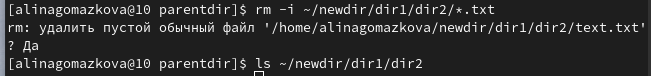 [alinagomazkova@10 parentdir]$ rm -i ~/newdir/dir1/dir2/*.txt
rm: удалить пустой обычный файл '/home/alinagomazkova/newdir/dir1/dir2/text.txt'
? Да
[alinagomazkova@10 parentdir]$ ls ~/newdir/dir1/dir2